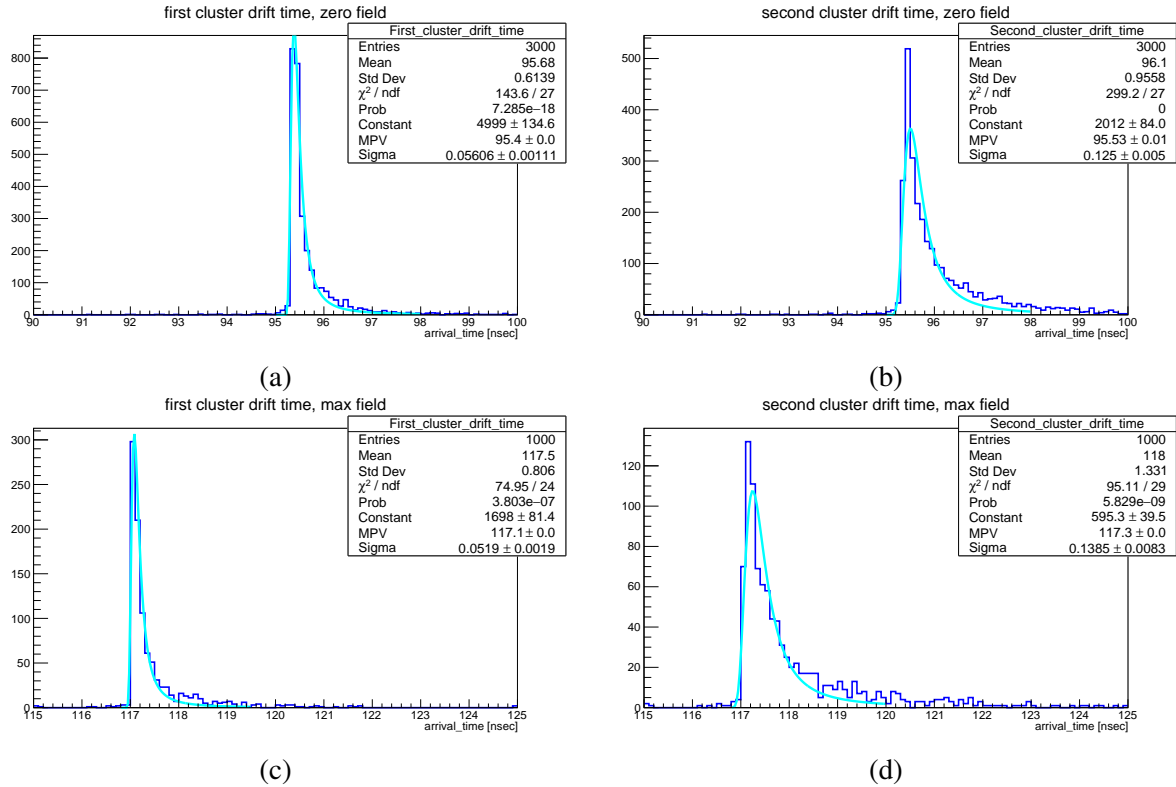 first cluster drift time, zero field
First_cluster_drift_time
Entries 3000
Mean 95.68
Std Dev 0.6139
χ² / ndf 143.6 / 27
Prob 7.285e−18
Constant 4999 ± 134.6
MPV 95.4 ± 0.0
Sigma 0.05606 ± 0.00111
800
700
600
500
400
300
200
100
0
90 91 92 93 94 95 96 97 98 99 100
arrival_time [nsec]
(a)
second cluster drift time, zero field
Second_cluster_drift_time
Entries 3000
Mean 96.1
Std Dev 0.9558
χ² / ndf 299.2 / 27
Prob 0
Constant 2012 ± 84.0
MPV 95.53 ± 0.01
Sigma 0.125 ± 0.005
500
400
300
200
100
0
90 91 92 93 94 95 96 97 98 99 100
arrival_time [nsec]
(b)
first cluster drift time, max field
First_cluster_drift_time
Entries 1000
Mean 117.5
Std Dev 0.806
χ² / ndf 74.95 / 24
Prob 3.803e−07
Constant 1698 ± 81.4
MPV 117.1 ± 0.0
Sigma 0.0519 ± 0.0019
300
250
200
150
100
50
0
115 116 117 118 119 120 121 122 123 124 125
arrival_time [nsec]
(c)
second cluster drift time, max field
Second_cluster_drift_time
Entries 1000
Mean 118
Std Dev 1.331
χ² / ndf 95.11 / 29
Prob 5.829e−09
Constant 595.3 ± 39.5
MPV 117.3 ± 0.0
Sigma 0.1385 ± 0.0083
120
100
80
60
40
20
0
115 116 117 118 119 120 121 122 123 124 125
arrival_time [nsec]
(d)